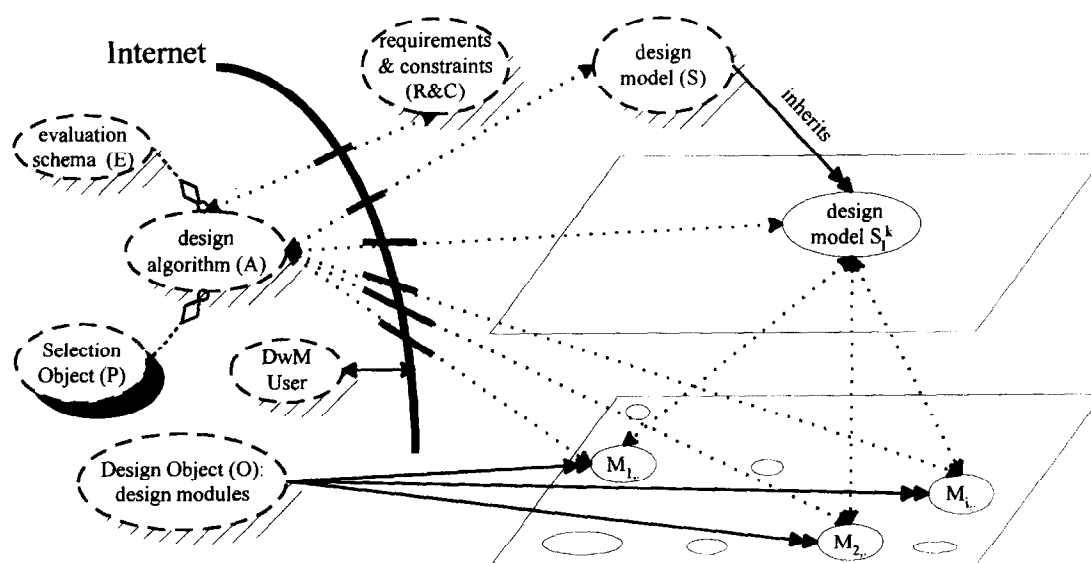 Internet
requirements
& constraints
(R&C)
design
model (S)
inherits
evaluation
schema (E)
design
algorithm (A)
design
model S₁ᵏ
Selection
Object (P)
DwM
User
Design Object (O):
design modules
M₁,.
Mᵢ,.
M₂,.